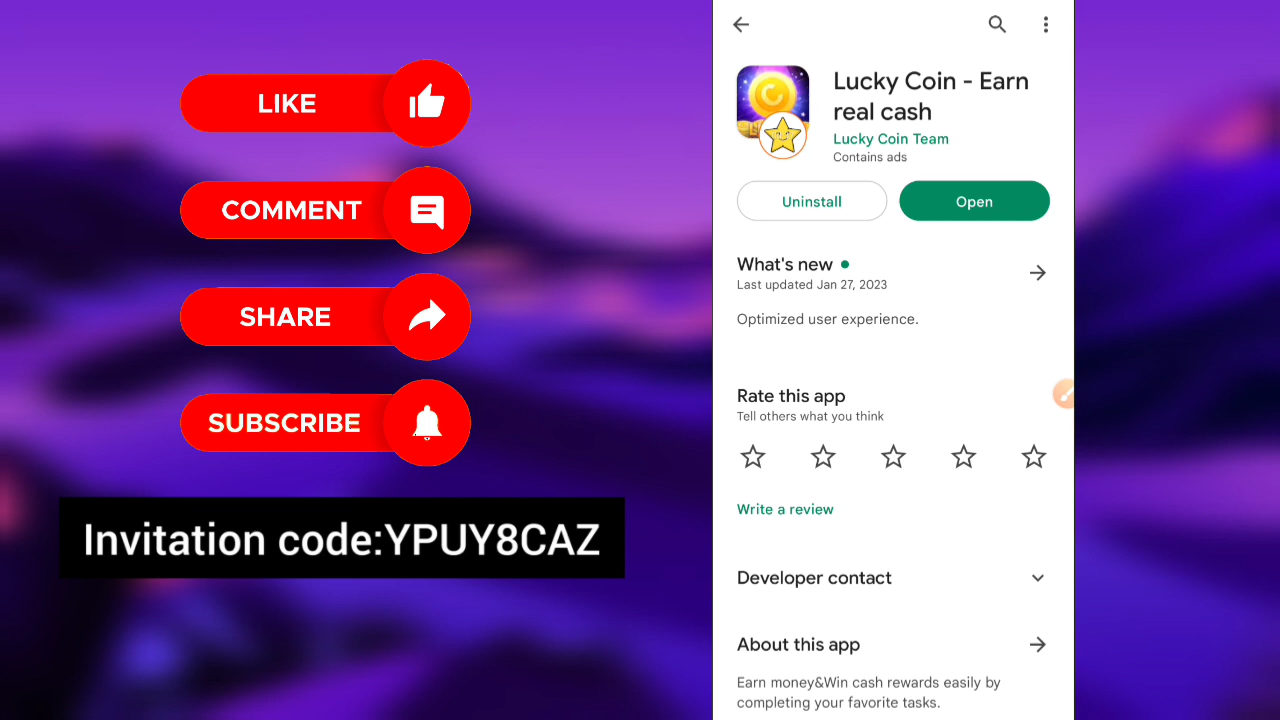 LIKE
COMMENT
SHARE
SUBSCRIBE
Invitation code:YPUY8CAZ
Lucky Coin - Earn
real cash
Lucky Coin Team
Contains ads
Uninstall
Open
What's new
Last updated Jan 27, 2023
Optimized user experience.
Rate this app
Tell others what you think
Write a review
Developer contact
About this app
Earn money&Win cash rewards easily by
completing your favorite tasks.